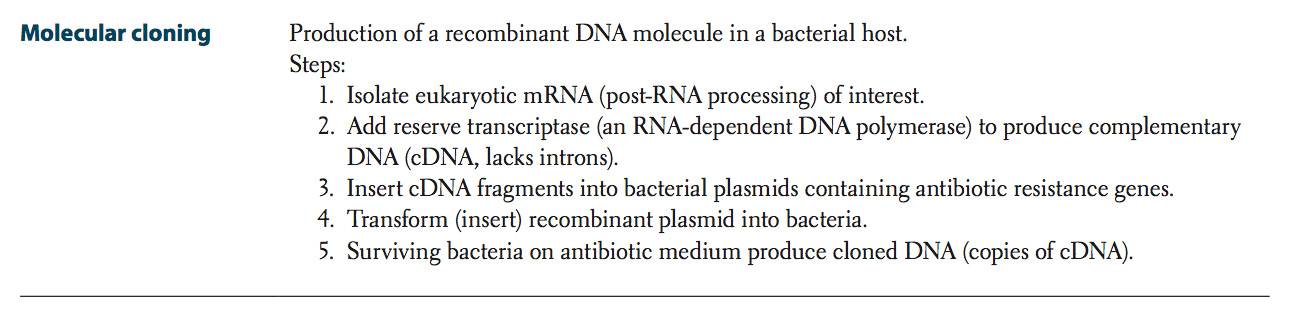 Molecular cloning
Production of a recombinant DNA molecule in a bacterial host.
Steps:
1. Isolate eukaryotic mRNA (post-RNA processing) of interest.
2. Add reserve transcriptase (an RNA-dependent DNA polymerase) to produce complementary
DNA (cDNA, lacks introns).
3. Insert cDNA fragments into bacterial plasmids containing antibiotic resistance genes.
4. Transform (insert) recombinant plasmid into bacteria.
5. Surviving bacteria on antibiotic medium produce cloned DNA (copies of cDNA).